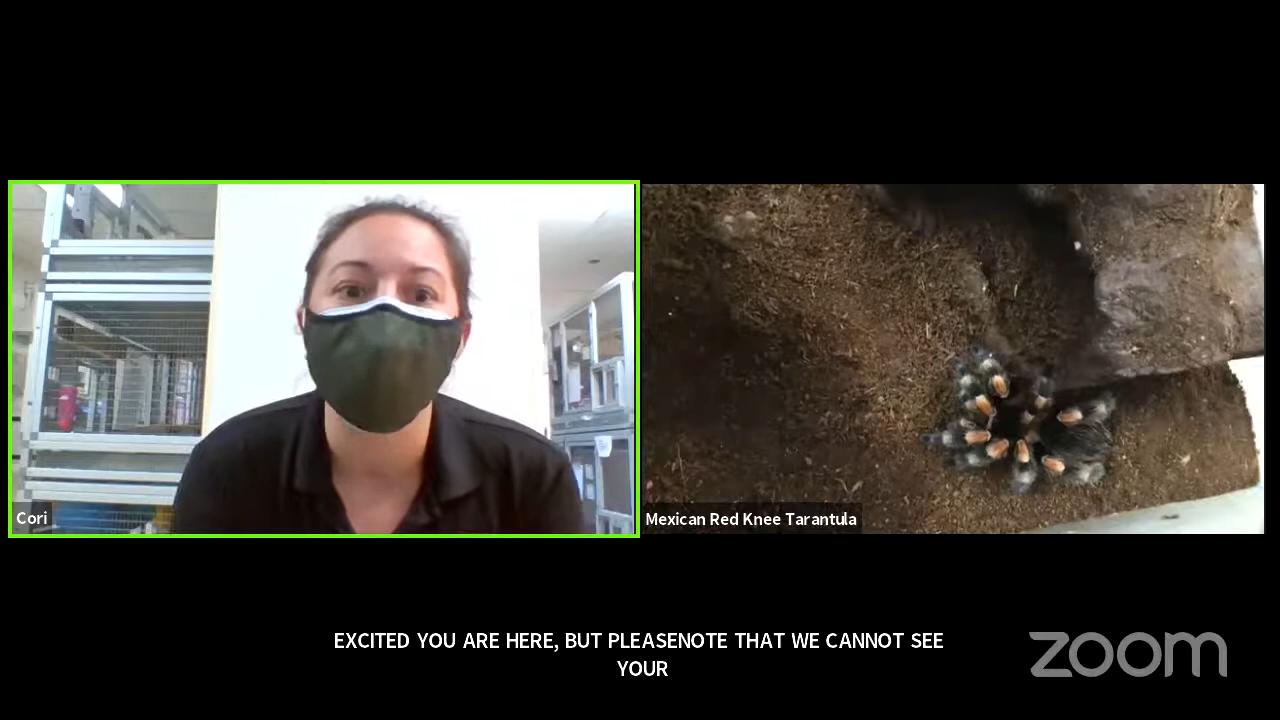 Cori
Mexican Red Knee Tarantula
EXCITED YOU ARE HERE, BUT PLEASENOTE THAT WE CANNOT SEE
YOUR
zoom